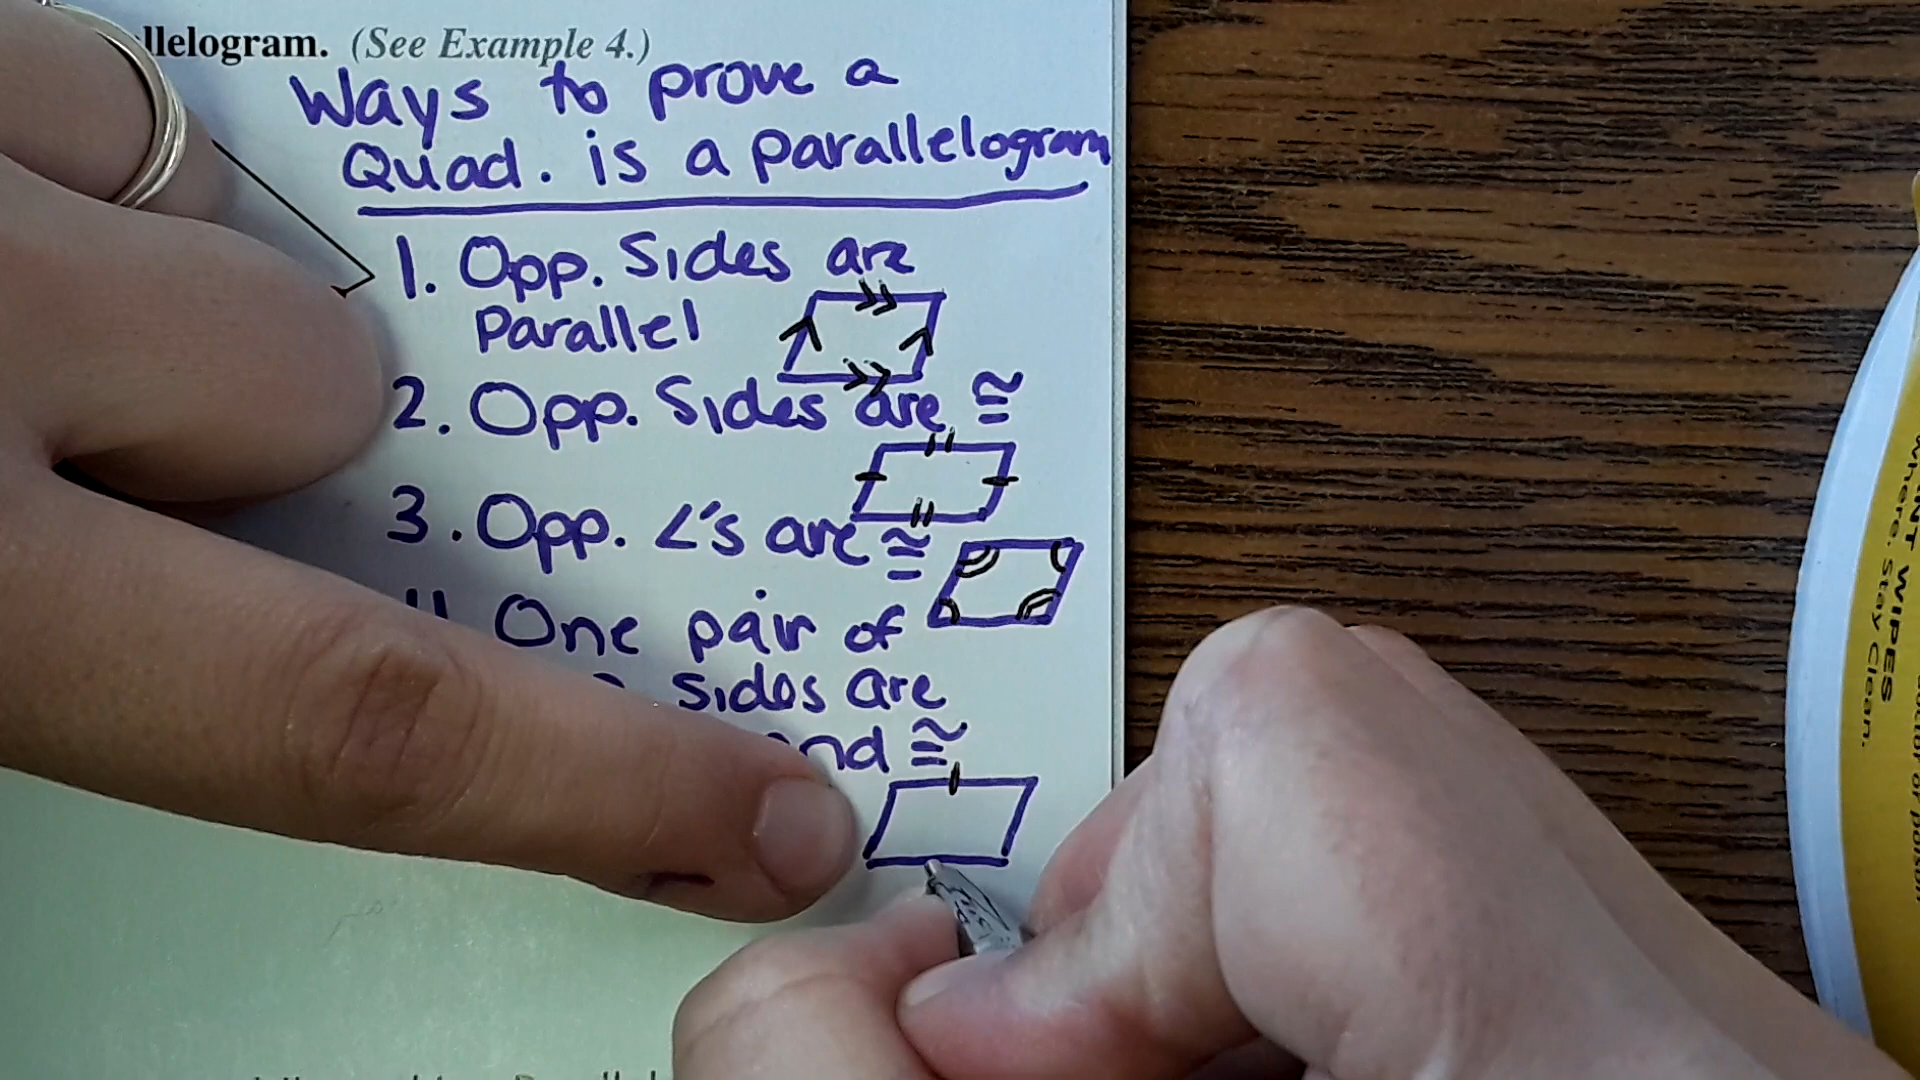 llelogram. (See Example 4.)
Ways to prove a
Quad. is a parallelogram
1. Opp. Sides are
Parallel
2. Opp. Sides are ≅
3. Opp. ∠'s are ≅
4. One pair of
sides are
and ≅
WIPES
where. Stay Clean.